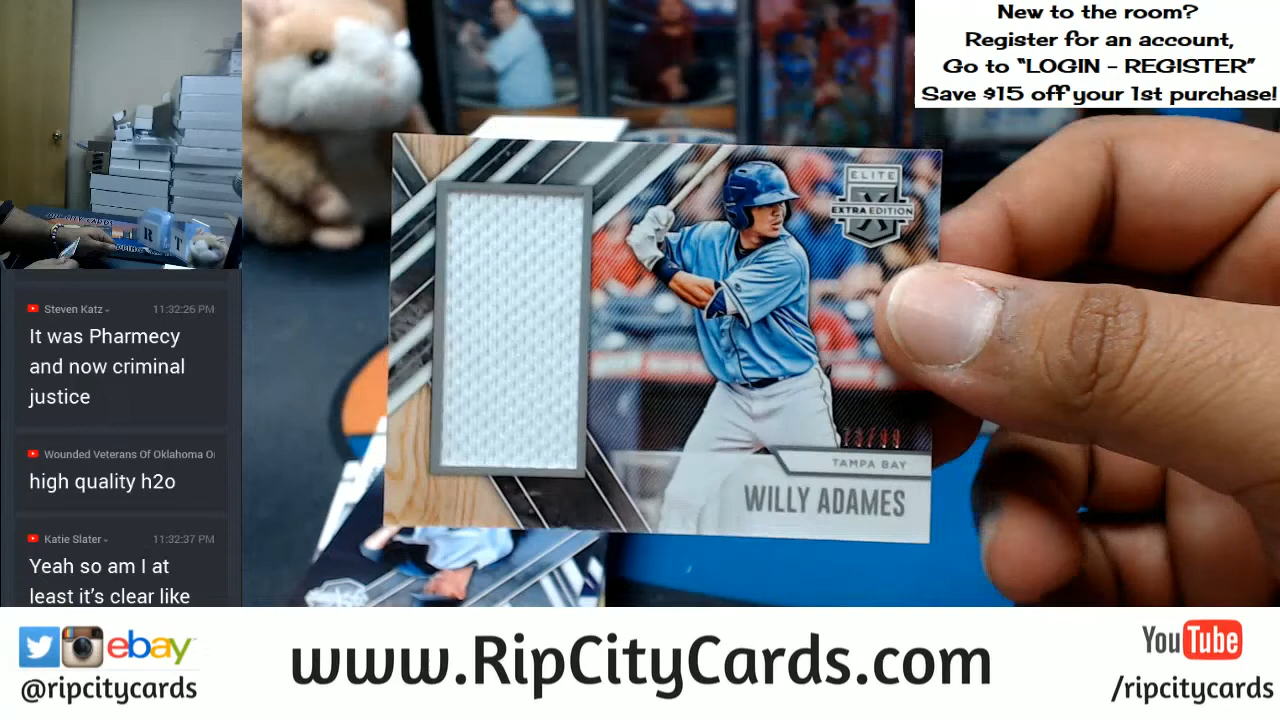 New to the room?
Register for an account,
Go to "LOGIN - REGISTER"
Save $15 off your 1st purchase!
Steven Katz
11:32:26 PM
It was Pharmecy
and now criminal
justice
Wounded Veterans Of Oklahoma O
high quality h2o
Katie Slater
11:32:37 PM
Yeah so am I at
least it's clear like
R T
ELITE
EXTRA EDITION
X
73/99
TAMPA BAY
WILLY ADAMES
ebay
@ripcitycards
www.RipCityCards.com
YouTube
/ripcitycards